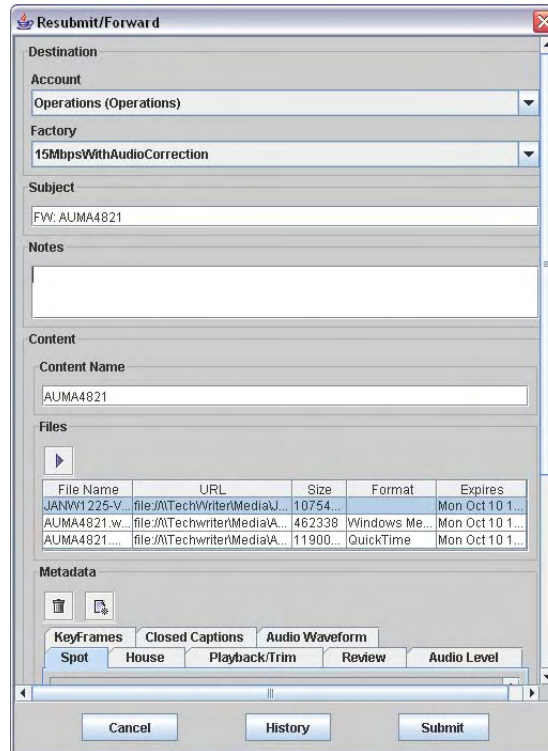 Resubmit/Forward
Destination
Account
Operations (Operations)
Factory
15MbpsWithAudioCorrection
Subject
FW: AUMA4821
Notes
Content
Content Name
AUMA4821
Files
File Name URL Size Format Expires
JANW1225-V... file:/\\TechWriter\Media\J... 10754... Mon Oct 10 1...
AUMA4821.w... file:/\\Techwriter\Media\A... 462338 Windows Me... Mon Oct 10 1...
AUMA4821.... file:/\\Techwriter\Media\A... 11900... QuickTime Mon Oct 10 1...
Metadata
KeyFrames Closed Captions Audio Waveform
Spot House Playback/Trim Review Audio Level
Cancel History Submit